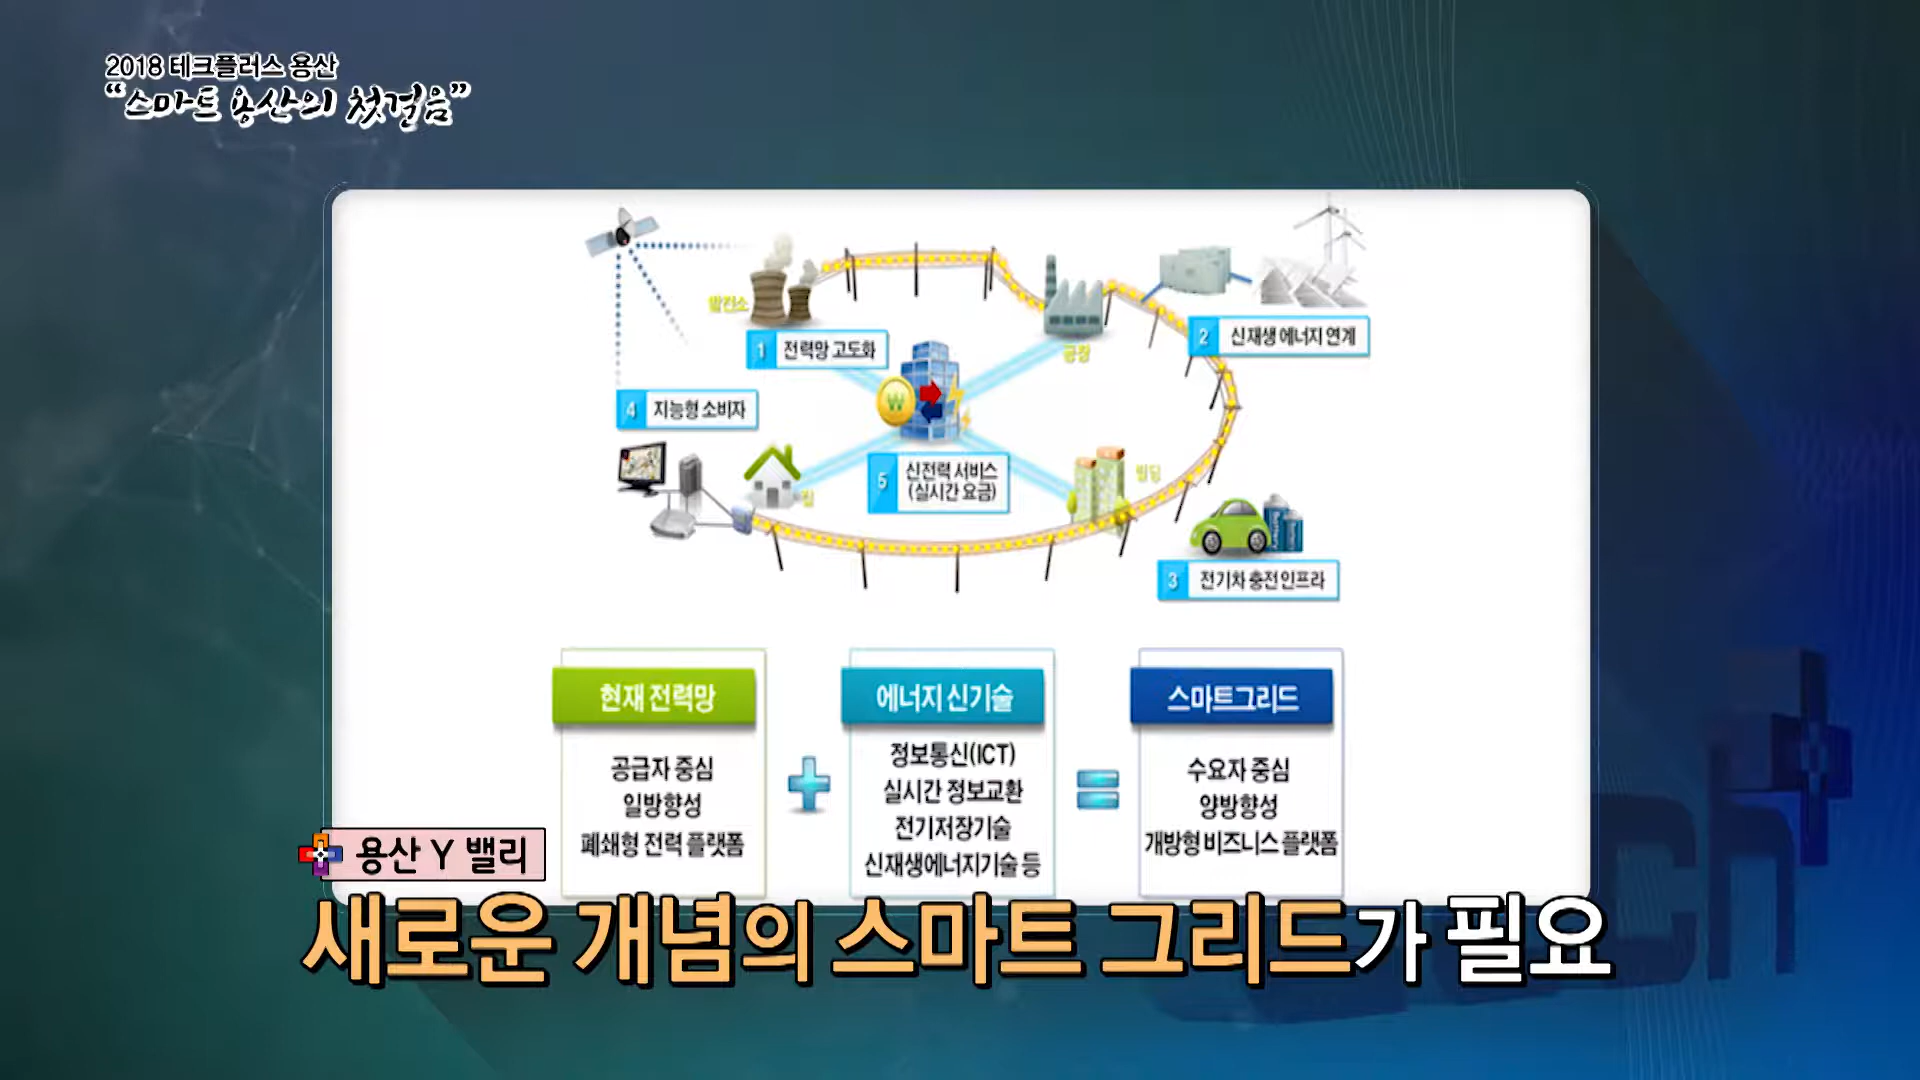 2018 테크플러스 용산
“스마트 용산의 첫걸음”
발전소
1 전력망 고도화
공장
2 신재생 에너지 연계
4 지능형 소비자
W
집
5 신전력 서비스
(실시간 요금)
빌딩
3 전기차 충전 인프라
현재 전력망
공급자 중심
일방향성
폐쇄형 전력 플랫폼
에너지 신기술
정보통신(ICT)
실시간 정보교환
전기저장기술
신재생에너지기술 등
스마트그리드
수요자 중심
양방향성
개방형 비즈니스 플랫폼
용산 Y 밸리
새로운 개념의 스마트 그리드가 필요